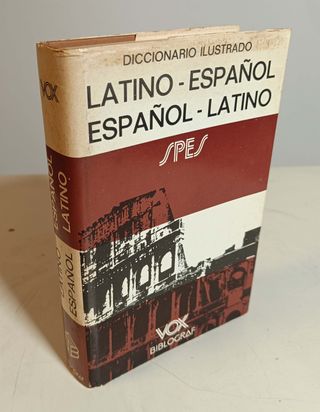 DICCIONARIO ILUSTRADO
LATINO - ESPAÑOL
ESPAÑOL - LATINO
SPES
VOX
BIBLOGRAF
VOX
LATINO ESPAÑOL
ESPAÑOL LATINO